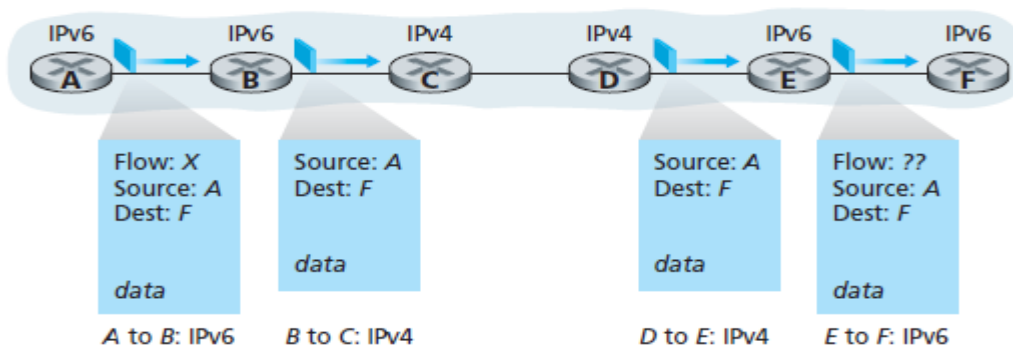 IPv6 IPv6 IPv4 IPv4 IPv6 IPv6
A B C D E F
Flow: X
Source: A
Dest: F
data
A to B: IPv6
Source: A
Dest: F
data
B to C: IPv4
Source: A
Dest: F
data
D to E: IPv4
Flow: ??
Source: A
Dest: F
data
E to F: IPv6